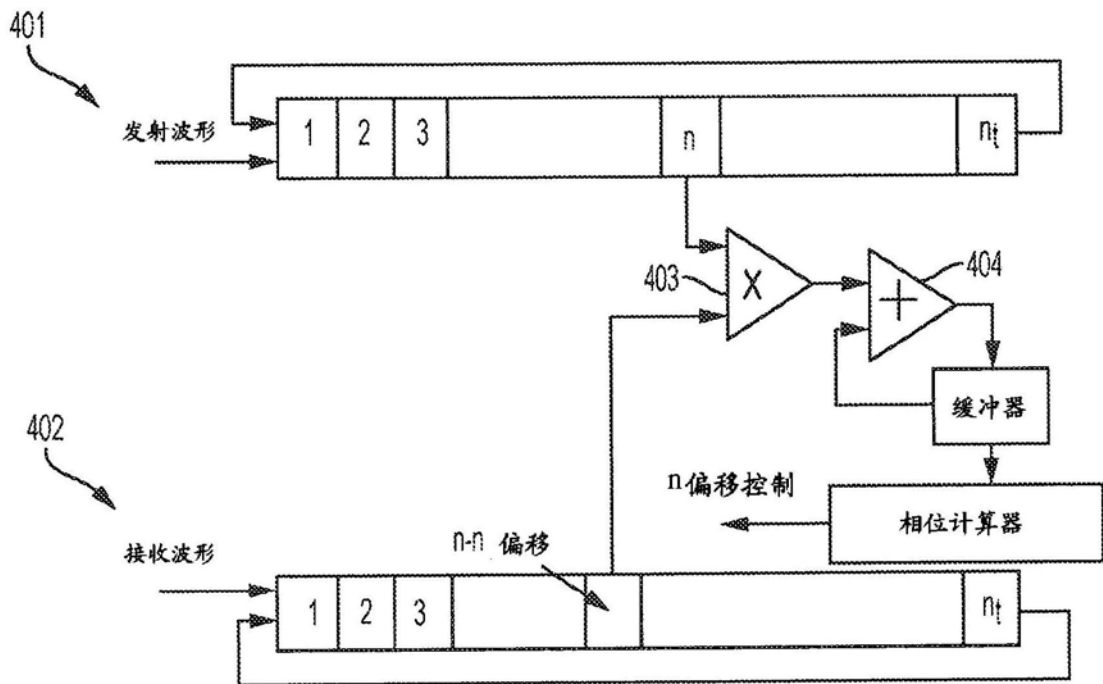 401
发射波形
1 2 3 n nt
403
X
+
404
缓冲器
402
n偏移控制
相位计算器
接收波形
n-n 偏移
1 2 3 nt